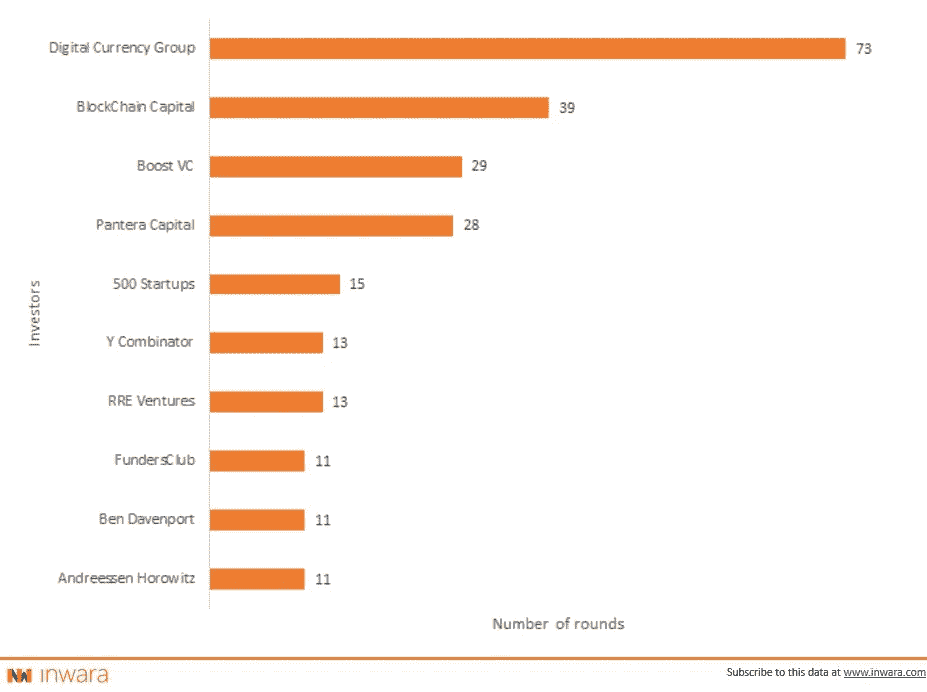 Digital Currency Group 73
BlockChain Capital 39
Boost VC 29
Pantera Capital 28
500 Startups 15
Investors
Y Combinator 13
RRE Ventures 13
FundersClub 11
Ben Davenport 11
Andreessen Horowitz 11
Number of rounds
inwara
Subscribe to this data at www.inwara.com